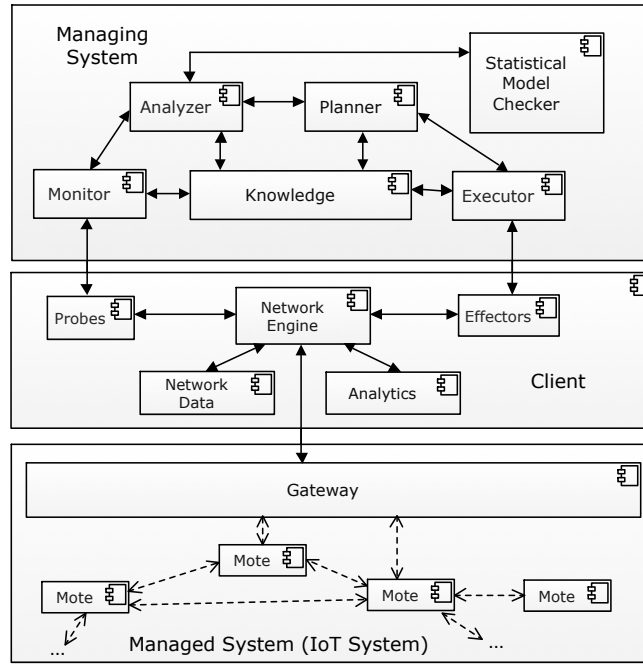 Managing
System
Statistical
Model
Checker
Analyzer
Planner
Monitor
Knowledge
Executor
Probes
Network
Engine
Effectors
Network
Data
Analytics
Client
Gateway
Mote
Mote
Mote
Mote
...
...
Managed System (IoT System)